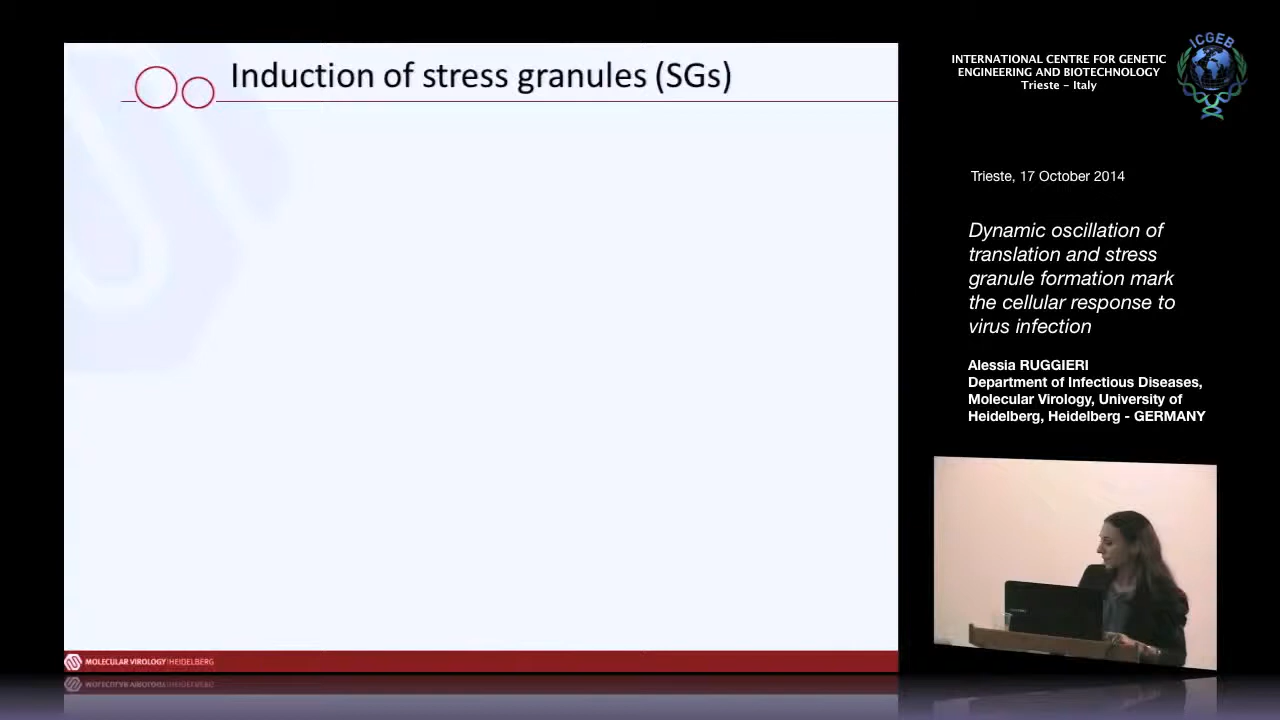 Induction of stress granules (SGs)
MOLECULAR VIROLOGY HEIDELBERG
INTERNATIONAL CENTRE FOR GENETIC
ENGINEERING AND BIOTECHNOLOGY
Trieste – Italy
ICGEB
Trieste, 17 October 2014
Dynamic oscillation of
translation and stress
granule formation mark
the cellular response to
virus infection
Alessia RUGGIERI
Department of Infectious Diseases,
Molecular Virology, University of
Heidelberg, Heidelberg - GERMANY